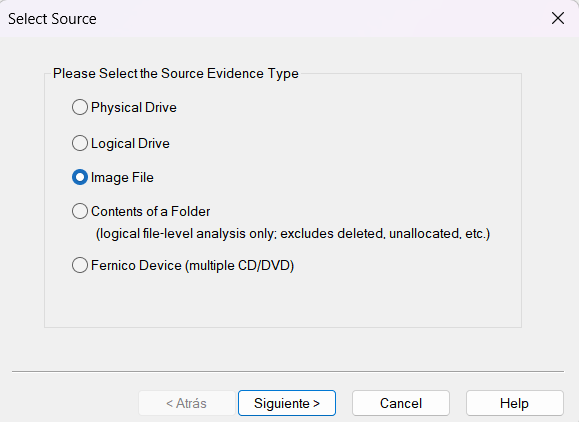 Select Source
Please Select the Source Evidence Type
Physical Drive
Logical Drive
Image File
Contents of a Folder
(logical file-level analysis only; excludes deleted, unallocated, etc.)
Fernico Device (multiple CD/DVD)
< Atrás
Siguiente >
Cancel
Help